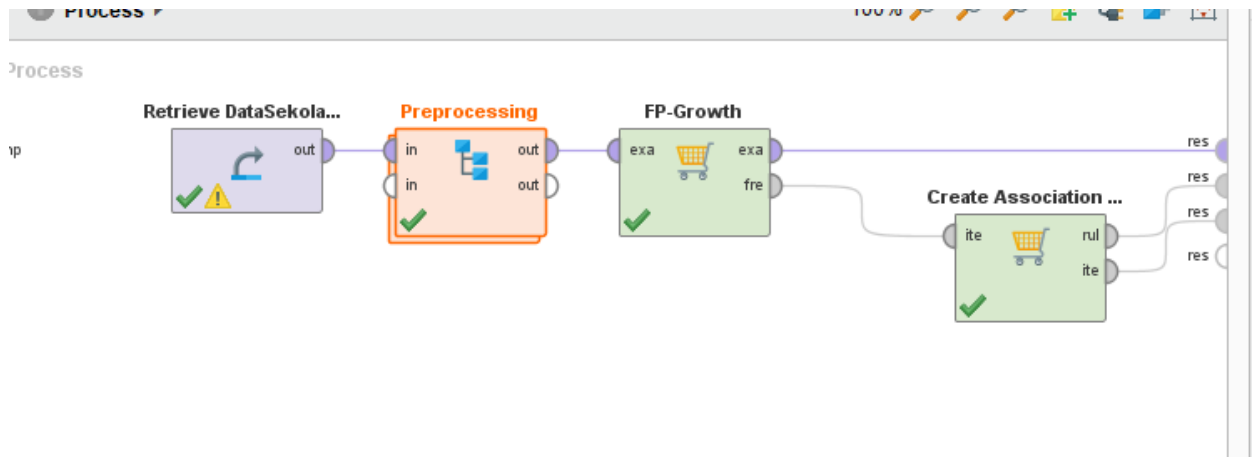 Process
100%
Process
Retrieve DataSekola...
Preprocessing
FP-Growth
Create Association ...
np
out
in
out
in
out
exa
exa
fre
ite
rul
ite
res
res
res
res